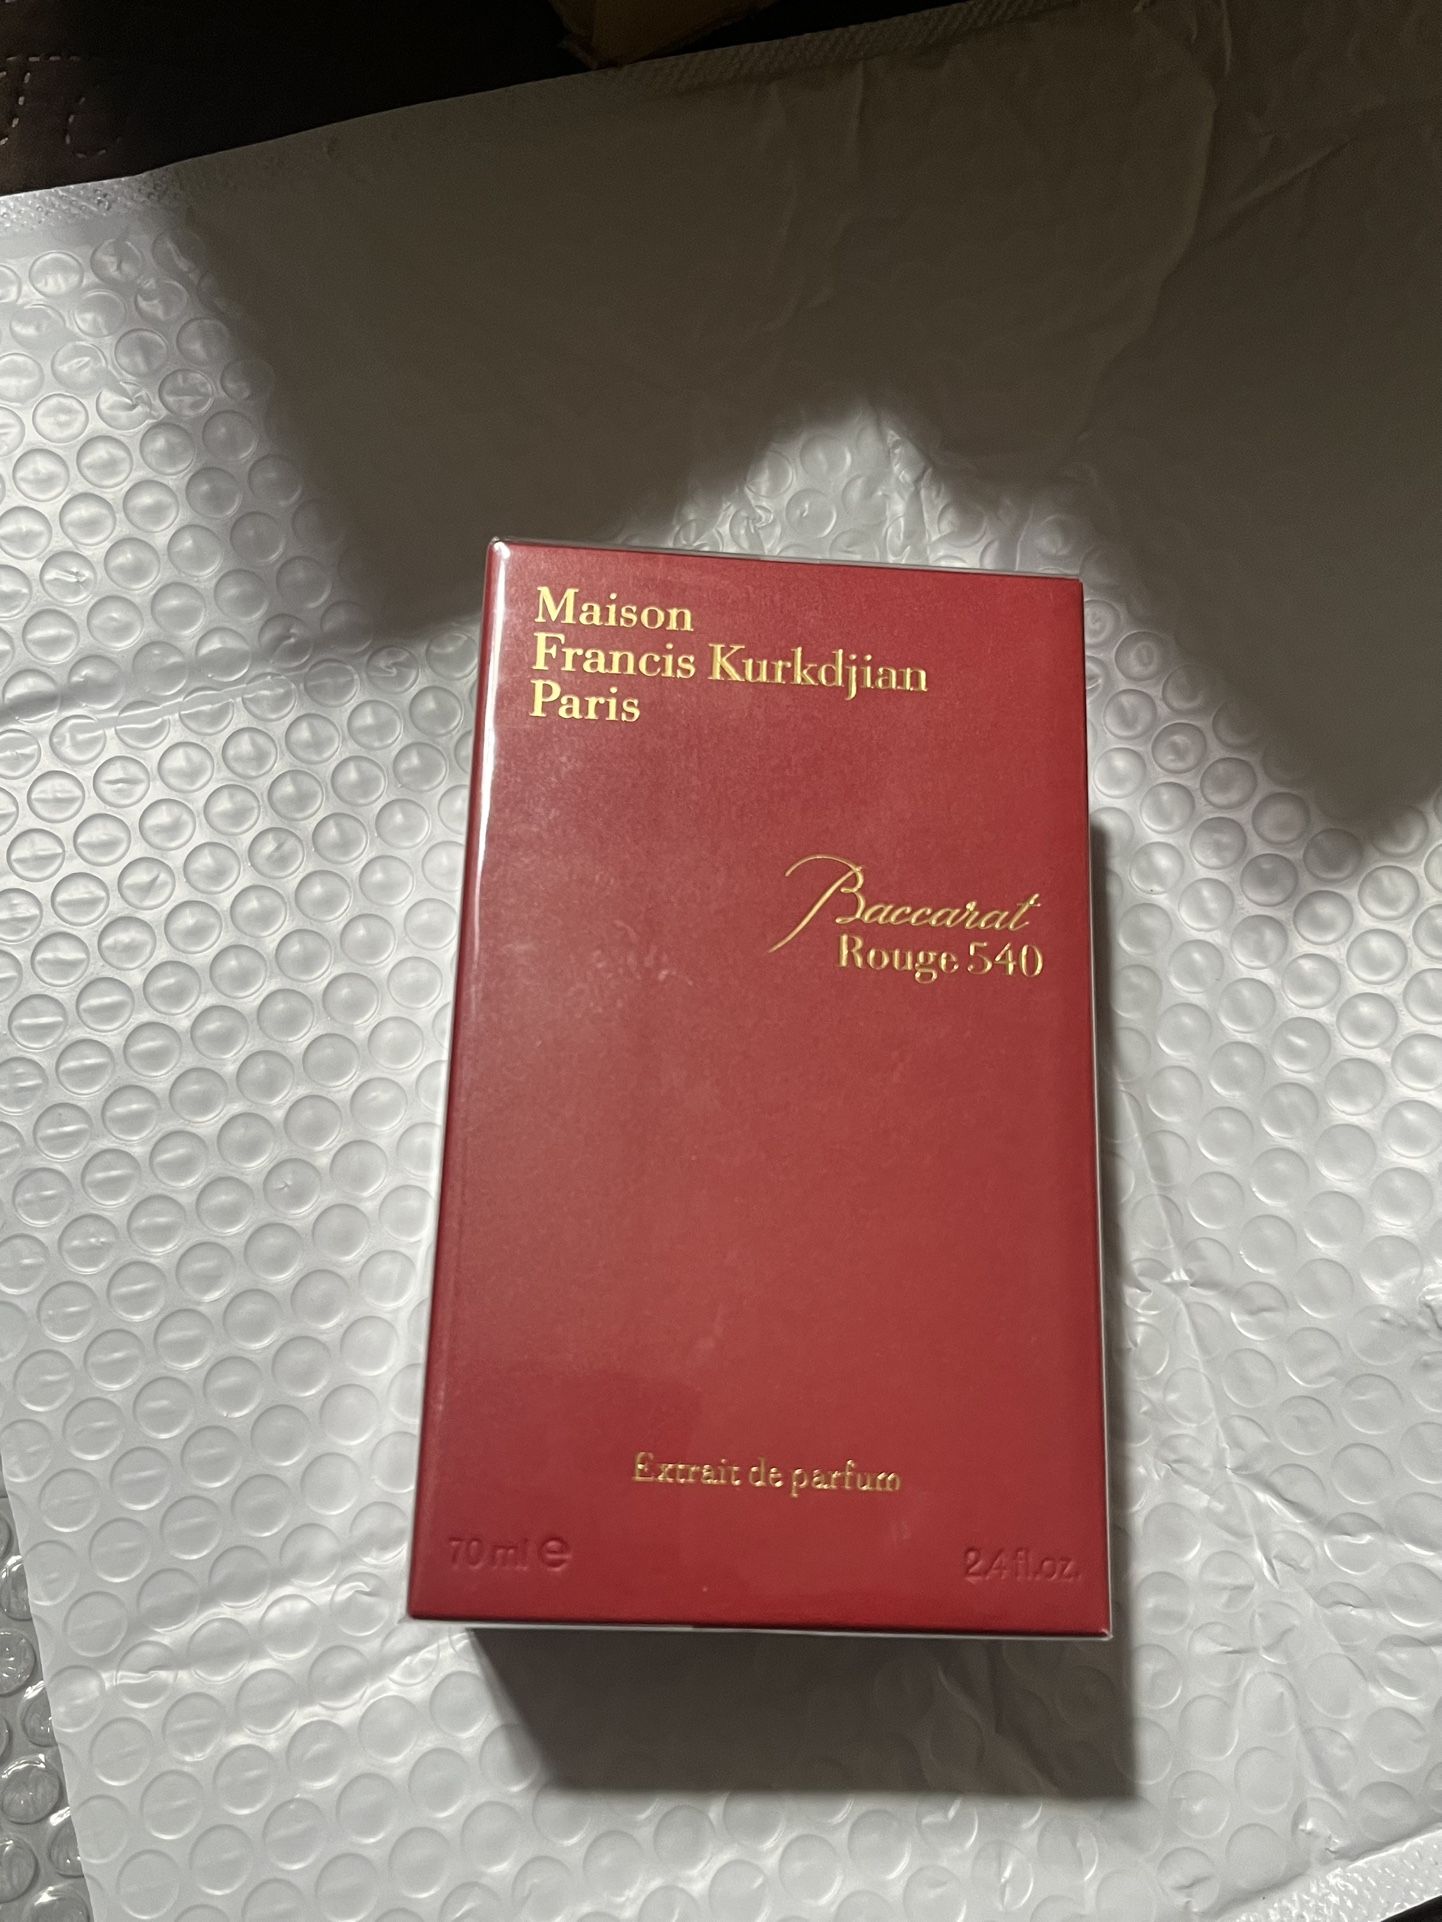 Maison
Francis Kurkdjian
Paris
Baccarat
Rouge 540
Extrait de parfum
70 ml ℮
2.4 fl.oz.